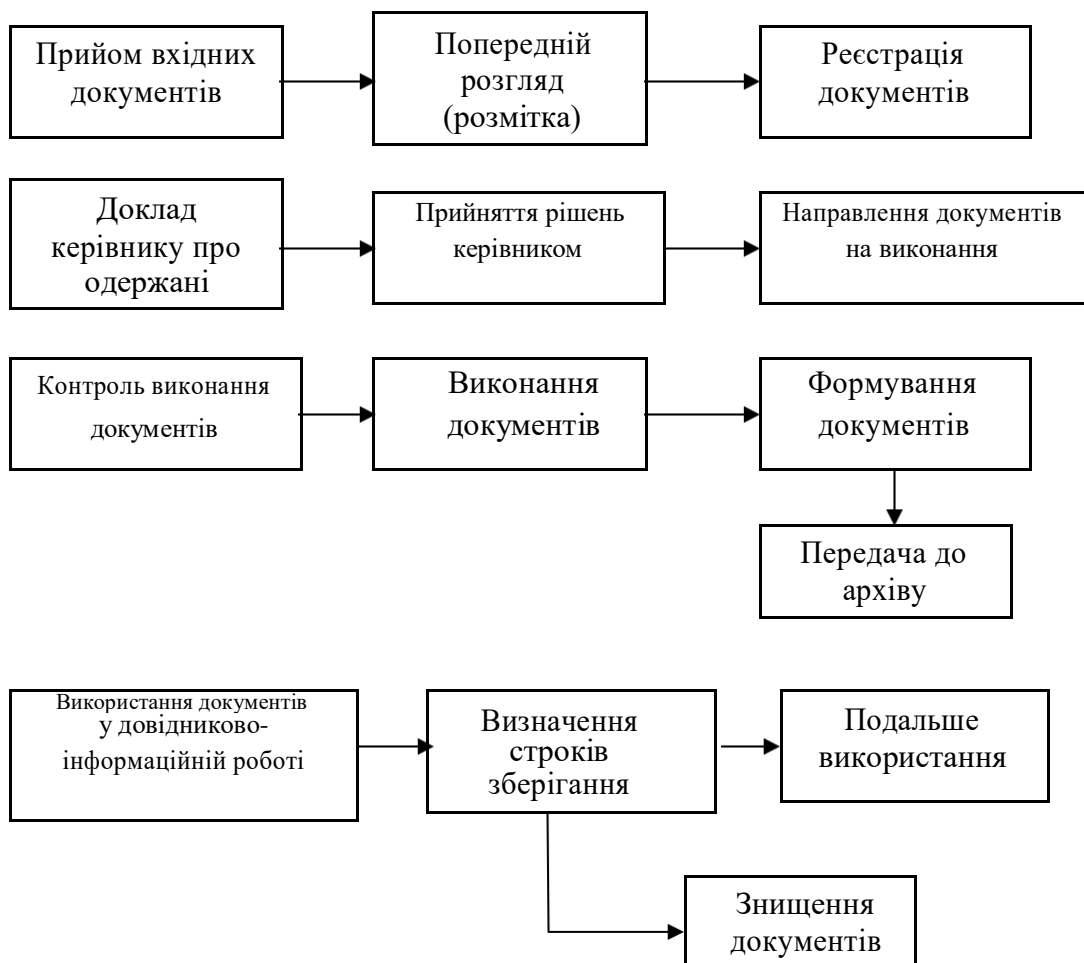 Прийом вхідних
документів
Попередній
розгляд
(розмітка)
Реєстрація
документів
Доклад
керівнику про
одержані
Прийняття рішень
керівником
Направлення документів
на виконання
Контроль виконання
документів
Виконання
документів
Формування
документів
Передача до
архіву
Використання документів
у довідниково-
інформаційній роботі
Визначення
строків
зберігання
Подальше
використання
Знищення
документів